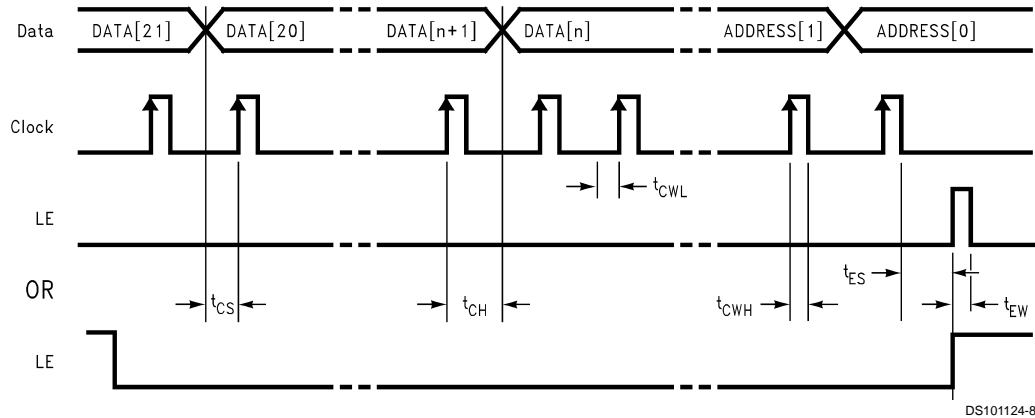 Data DATA[21] DATA[20] DATA[n+1] DATA[n] ADDRESS[1] ADDRESS[0]
Clock
tCWL
LE
OR tCS tCH tCWH tES tEW
LE
DS101124-8